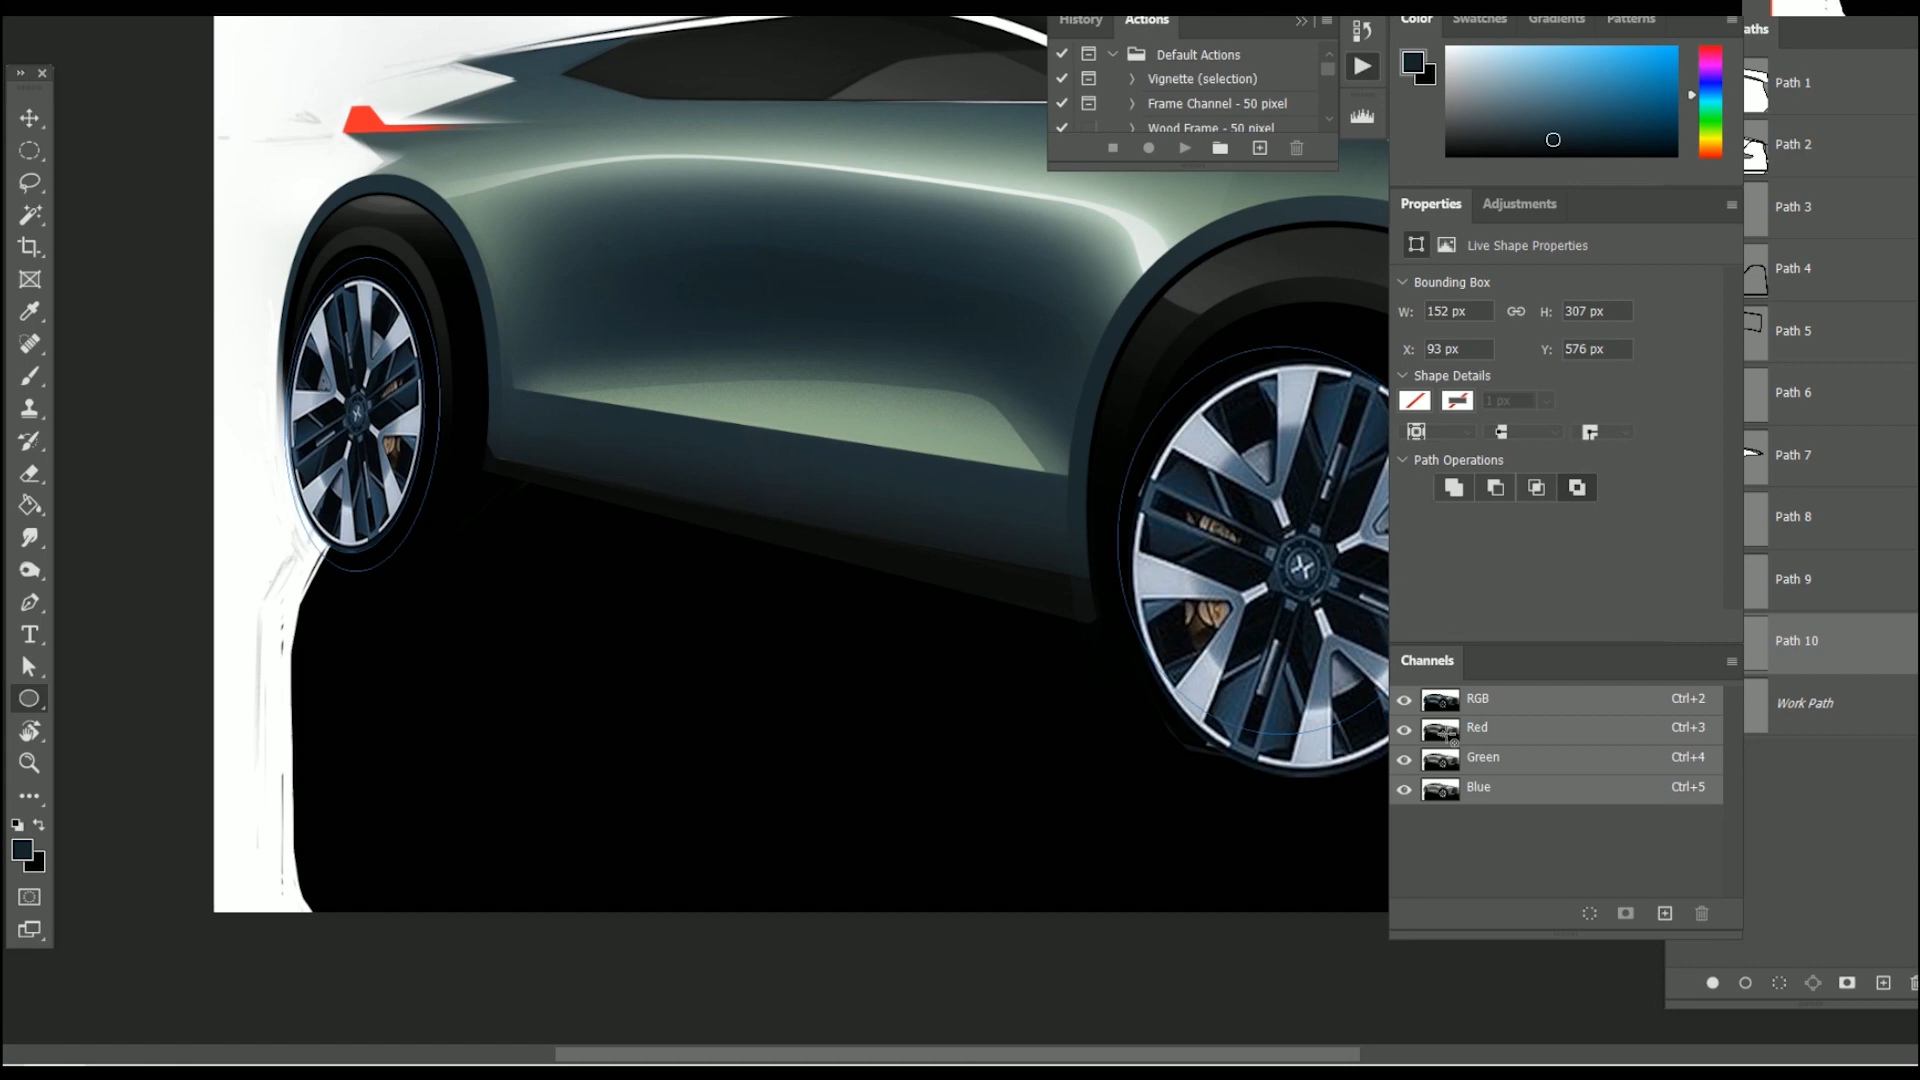 History Actions
Default Actions
Vignette (selection)
Frame Channel - 50 pixel
Wood Frame - 50 pixel
Color Swatches Gradients Patterns
Properties Adjustments
Live Shape Properties
Bounding Box
W: 152 px H: 307 px
X: 93 px Y: 576 px
Shape Details
1 px
Path Operations
Channels
RGB Ctrl+2
Red Ctrl+3
Green Ctrl+4
Blue Ctrl+5
aths
Path 1
Path 2
Path 3
Path 4
Path 5
Path 6
Path 7
Path 8
Path 9
Path 10
Work Path